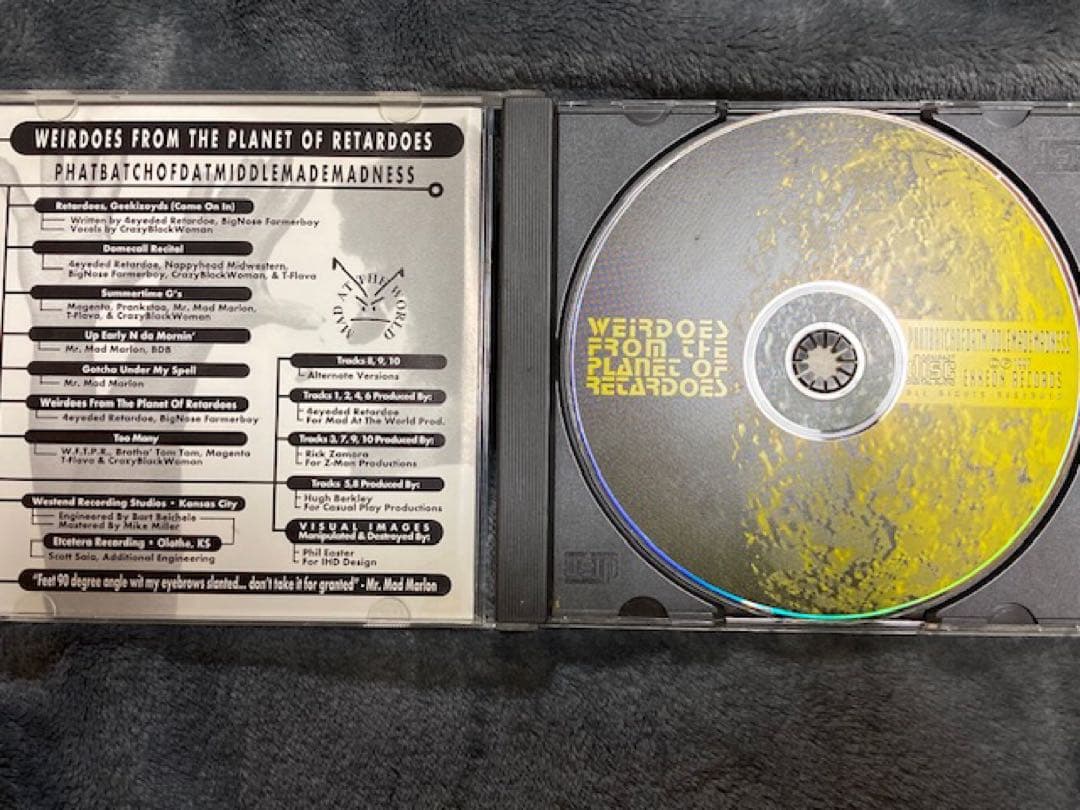 WEIRDOES FROM THE PLANET OF RETARDOES
PHATBATCHOFDATMIDDLEMADEMADNESS
Retardoes, Geekizoyds (Come On In)
Written by 4eyeded Retardoe, BigNose Farmerboy
Vocals by CrazyBlackWoman
Domecall Recital
4eyeded Retardoe, Nappyhead Midwestern,
BigNose Farmerboy, CrazyBlackWoman, & T-Flava
Summertime G's
Magenta, Prankstaa, Mr. Mad Marlon,
T-Flava, & CrazyBlackWoman
Up Early N da Mornin'
Mr. Mad Marlon, BDB
Gotcha Under My Spell
Mr. Mad Marlon
Weirdoes From The Planet Of Retardoes
4eyeded Retardoe, BigNose Farmerboy
Too Many
W.F.T.P.R., Brotha' Tom Tom, Magenta
T-Flava & CrazyBlackWoman
Westend Recording Studios • Kansas City
Engineered By Bart Beichele
Mastered By Mike Miller
Etcetera Recording • Olathe, KS
Scott Saia, Additional Engineering
MAD AT THE WORLD
Tracks 8, 9, 10
Alternate Versions
Tracks 1, 2, 4, 6 Produced By:
4eyeded Retardoe
For Mad At The World Prod.
Tracks 3, 7, 9, 10 Produced By:
Rick Zamora
For Z-Man Productions
Tracks 5,8 Produced By:
Hugh Berkley
For Casual Play Productions
VISUAL IMAGES
Manipulated & Destroyed By:
Phil Easter
For IHD Design
"Feet 90 degree angle wit my eyebrows slanted... don't take it for granted" - Mr. Mad Marlon
WEIRDOES
FROM THE
PLANET OF
RETARDOES
PHATBATCHOFDATMIDDLEMADEMADNESS
disc
RECORDS
ALL RIGHTS RESERVED
disc